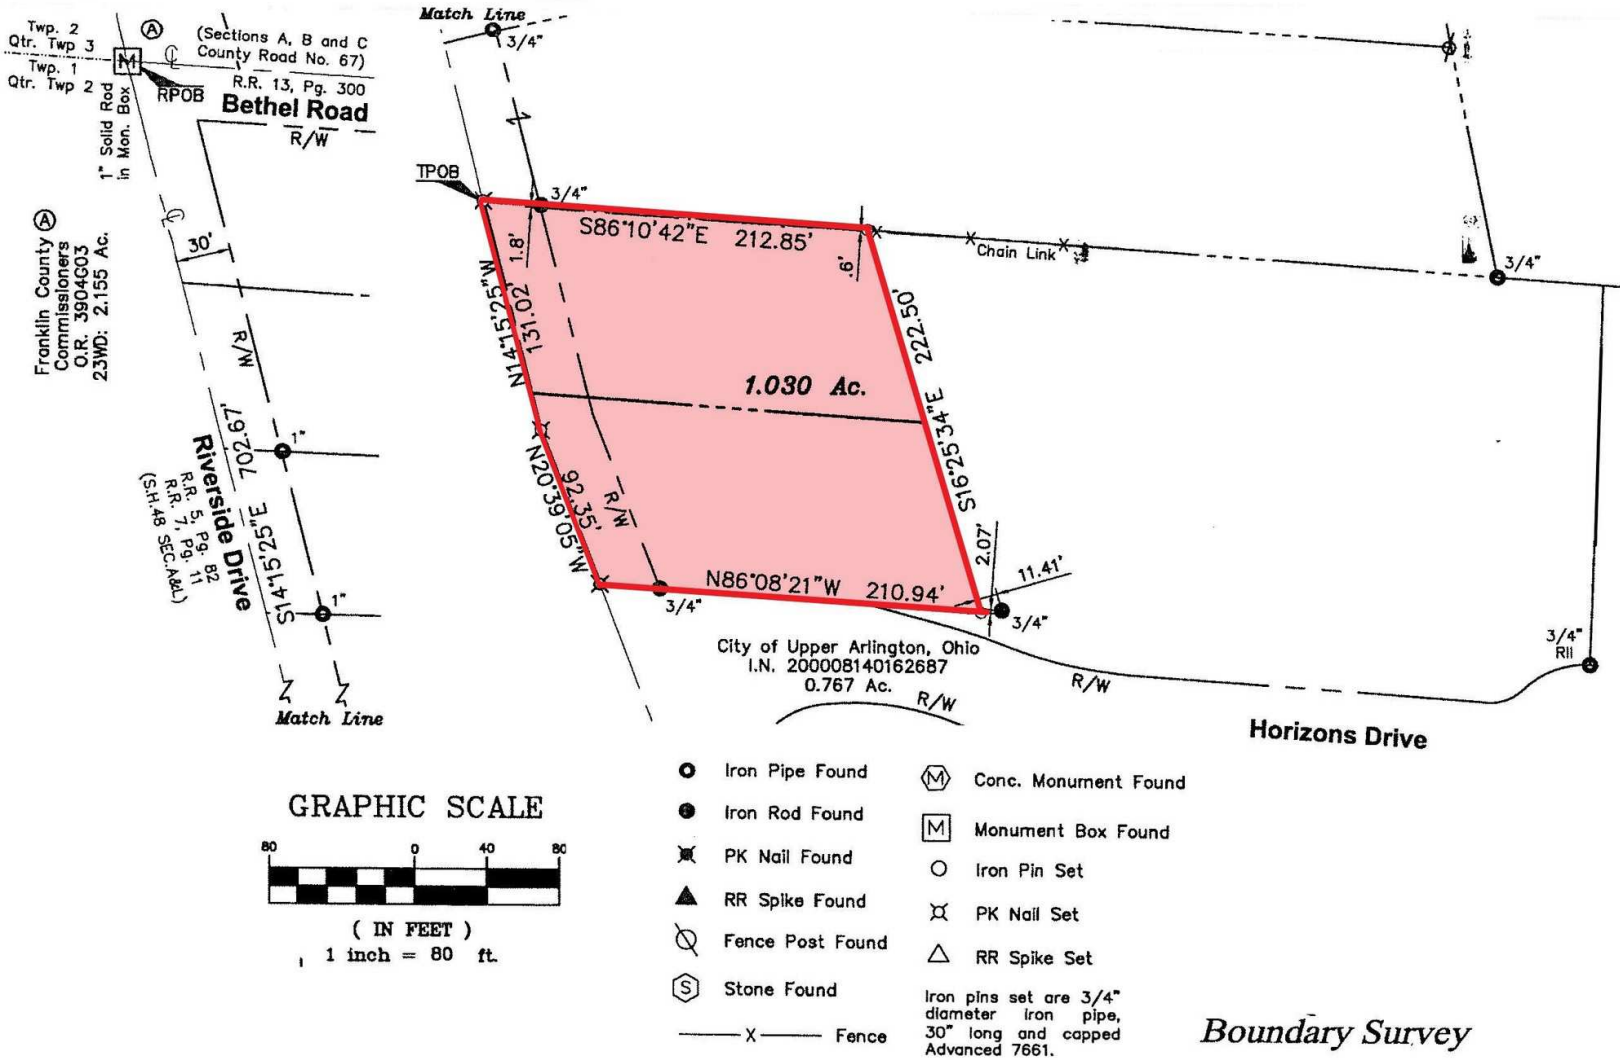 Match Line
3/4"
Twp. 2
Qtr. Twp 3
Twp. 1
Qtr. Twp 2
A
(Sections A, B and C
County Road No. 67)
R.R. 13, Pg. 300
M
RPOB
Bethel Road
R/W
1" Solid Rod
in Mon. Box
TPOB
3/4"
S86°10'42"E 212.85'
1.8'
.6'
Chain Link
3/4"
A
Franklin County
Commissioners
O.R. 3904G03
23WD: 2.155 Ac.
30'
R/W
N14°15'25"W
131.02'
222.50'
S16°25'34"E
1.030 Ac.
1"
Riverside Drive
R.R. 5, Pg. 82
R.R. 7, Pg. 11
(S.H.48 SEC.A&L)
S14°15'25"E 702.67'
1"
N20°39'05"W
92.35'
R/W
2.07'
11.41'
N86°08'21"W 210.94'
3/4"
3/4"
City of Upper Arlington, Ohio
I.N. 200008140162687
0.767 Ac.
R/W
R/W
3/4"
RII
Match Line
Horizons Drive
GRAPHIC SCALE
80 0 40 80
( IN FEET )
1 inch = 80 ft.
Iron Pipe Found
Iron Rod Found
PK Nail Found
RR Spike Found
Fence Post Found
S Stone Found
X Fence
M Conc. Monument Found
M Monument Box Found
Iron Pin Set
PK Nail Set
RR Spike Set
Iron pins set are 3/4"
diameter iron pipe,
30" long and capped
Advanced 7661.
Boundary Survey